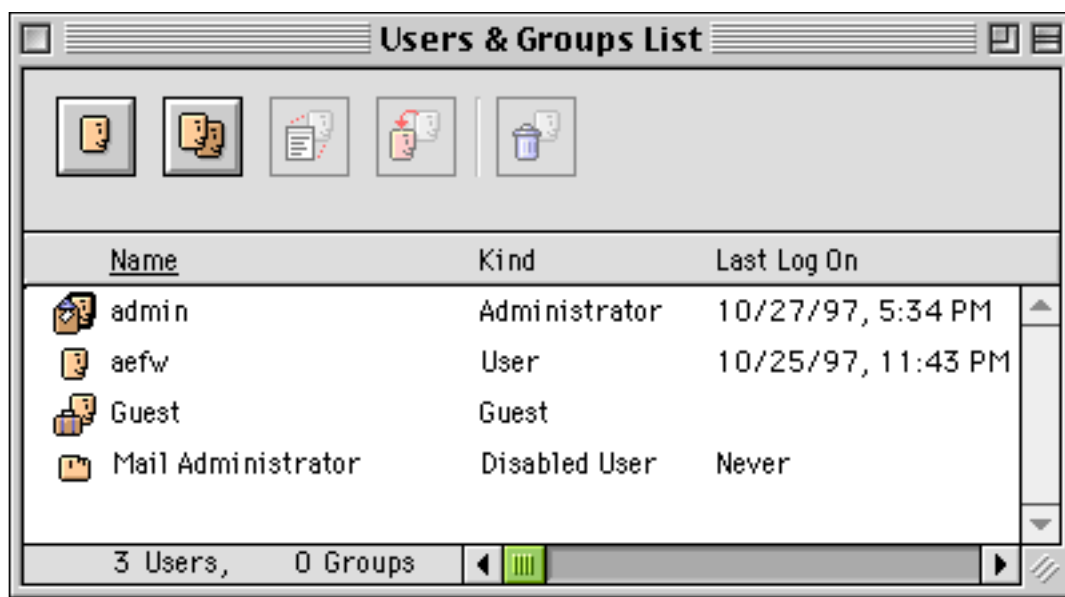 Users & Groups List
Name Kind Last Log On
admin Administrator 10/27/97, 5:34 PM
aefw User 10/25/97, 11:43 PM
Guest Guest
Mail Administrator Disabled User Never
3 Users, 0 Groups